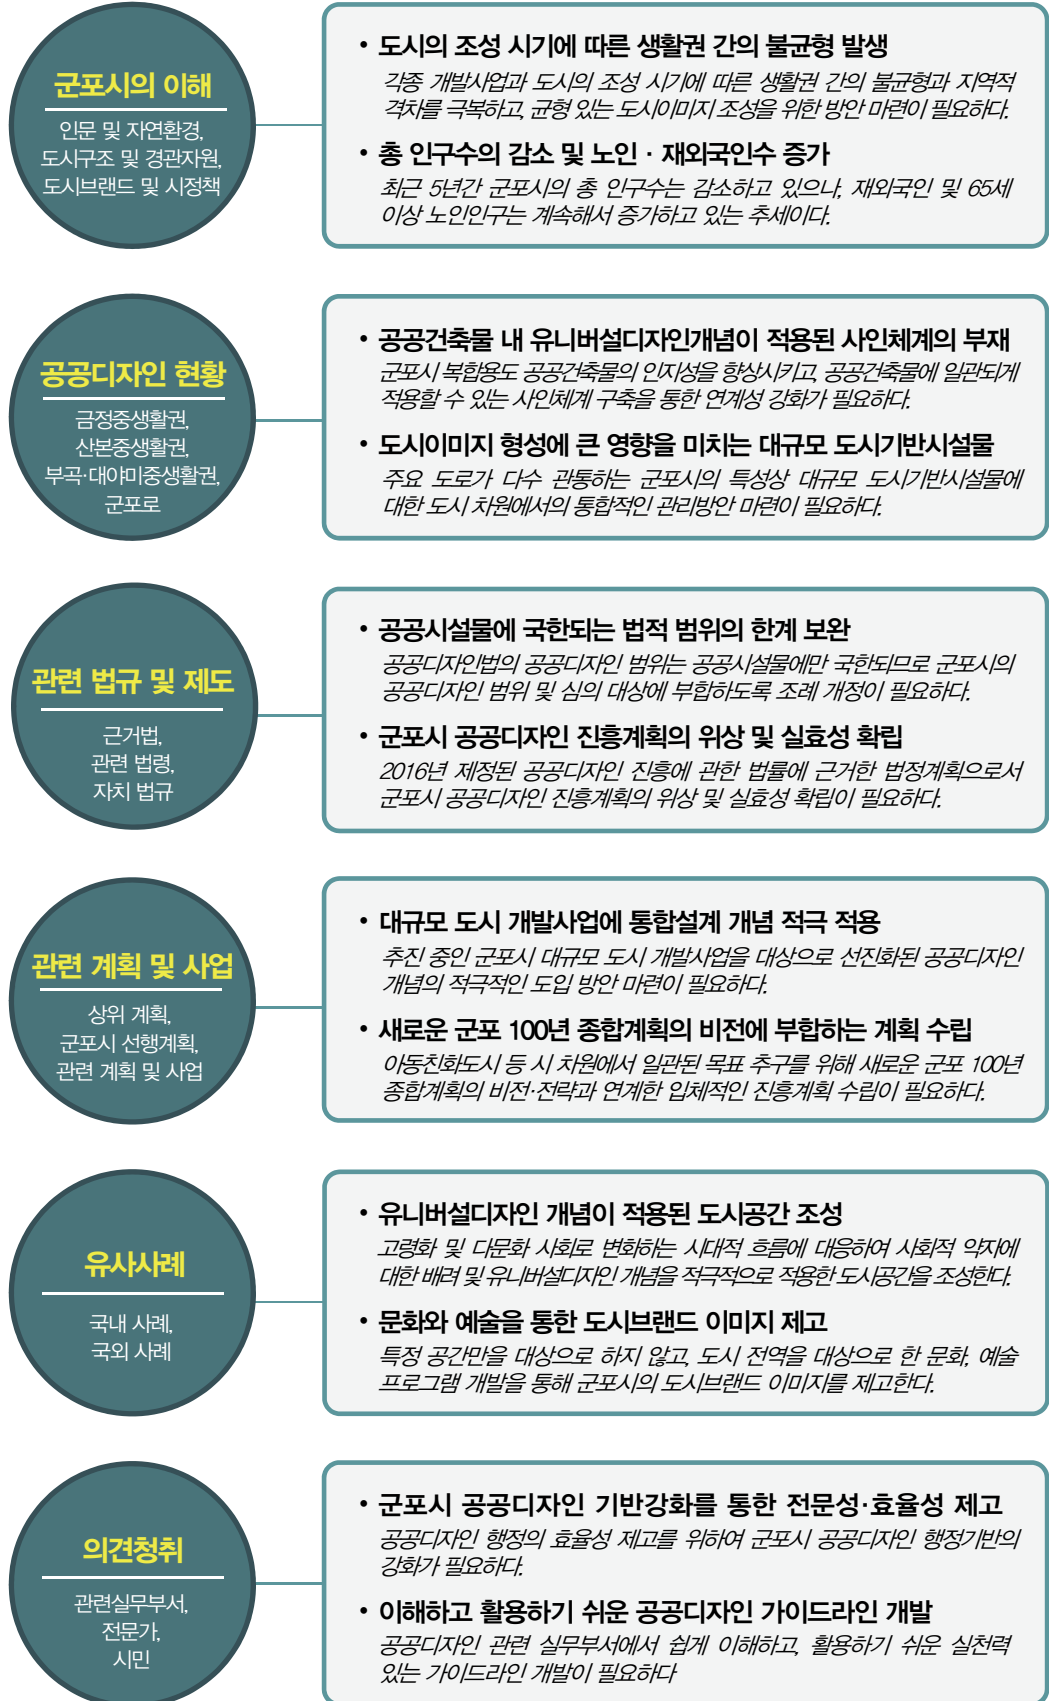 군포시의 이해
인문 및 자연환경,
도시구조 및 경관자원,
도시브랜드 및 시정책
• 도시의 조성 시기에 따른 생활권 간의 불균형 발생
각종 개발사업과 도시의 조성 시기에 따른 생활권 간의 불균형과 지역적
격차를 극복하고, 균형 있는 도시이미지 조성을 위한 방안 마련이 필요하다.
• 총 인구수의 감소 및 노인 · 재외국인수 증가
최근 5년간 군포시의 총 인구수는 감소하고 있으나, 재외국인 및 65세
이상 노인인구는 계속해서 증가하고 있는 추세이다.
공공디자인 현황
금정중생활권,
산본중생활권,
부곡·대야미중생활권,
군포로
• 공공건축물 내 유니버설디자인개념이 적용된 사인체계의 부재
군포시 복합용도 공공건축물의 인지성을 향상시키고, 공공건축물에 일관되게
적용할 수 있는 사인체계 구축을 통한 연계성 강화가 필요하다.
• 도시이미지 형성에 큰 영향을 미치는 대규모 도시기반시설물
주요 도로가 다수 관통하는 군포시의 특성상 대규모 도시기반시설물에
대한 도시 차원에서의 통합적인 관리방안 마련이 필요하다.
관련 법규 및 제도
근거법,
관련 법령,
자치 법규
• 공공시설물에 국한되는 법적 범위의 한계 보완
공공디자인법의 공공디자인 범위는 공공시설물에만 국한되므로 군포시의
공공디자인 범위 및 심의 대상에 부합하도록 조례 개정이 필요하다.
• 군포시 공공디자인 진흥계획의 위상 및 실효성 확립
2016년 제정된 공공디자인 진흥에 관한 법률에 근거한 법정계획으로서
군포시 공공디자인 진흥계획의 위상 및 실효성 확립이 필요하다.
관련 계획 및 사업
상위 계획,
군포시 선행계획,
관련 계획 및 사업
• 대규모 도시 개발사업에 통합설계 개념 적극 적용
추진 중인 군포시 대규모 도시 개발사업을 대상으로 선진화된 공공디자인
개념의 적극적인 도입 방안 마련이 필요하다.
• 새로운 군포 100년 종합계획의 비전에 부합하는 계획 수립
아동친화도시 등 시 차원에서 일관된 목표 추구를 위해 새로운 군포 100년
종합계획의 비전·전략과 연계한 입체적인 진흥계획 수립이 필요하다.
유사사례
국내 사례,
국외 사례
• 유니버설디자인 개념이 적용된 도시공간 조성
고령화 및 다문화 사회로 변화하는 시대적 흐름에 대응하여 사회적 약자에
대한 배려 및 유니버설디자인 개념을 적극적으로 적용한 도시공간을 조성한다.
• 문화와 예술을 통한 도시브랜드 이미지 제고
특정 공간만을 대상으로 하지 않고, 도시 전역을 대상으로 한 문화, 예술
프로그램 개발을 통해 군포시의 도시브랜드 이미지를 제고한다.
의견청취
관련실무부서,
전문가,
시민
• 군포시 공공디자인 기반강화를 통한 전문성·효율성 제고
공공디자인 행정의 효율성 제고를 위하여 군포시 공공디자인 행정기반의
강화가 필요하다.
• 이해하고 활용하기 쉬운 공공디자인 가이드라인 개발
공공디자인 관련 실무부서에서 쉽게 이해하고, 활용하기 쉬운 실천력
있는 가이드라인 개발이 필요하다